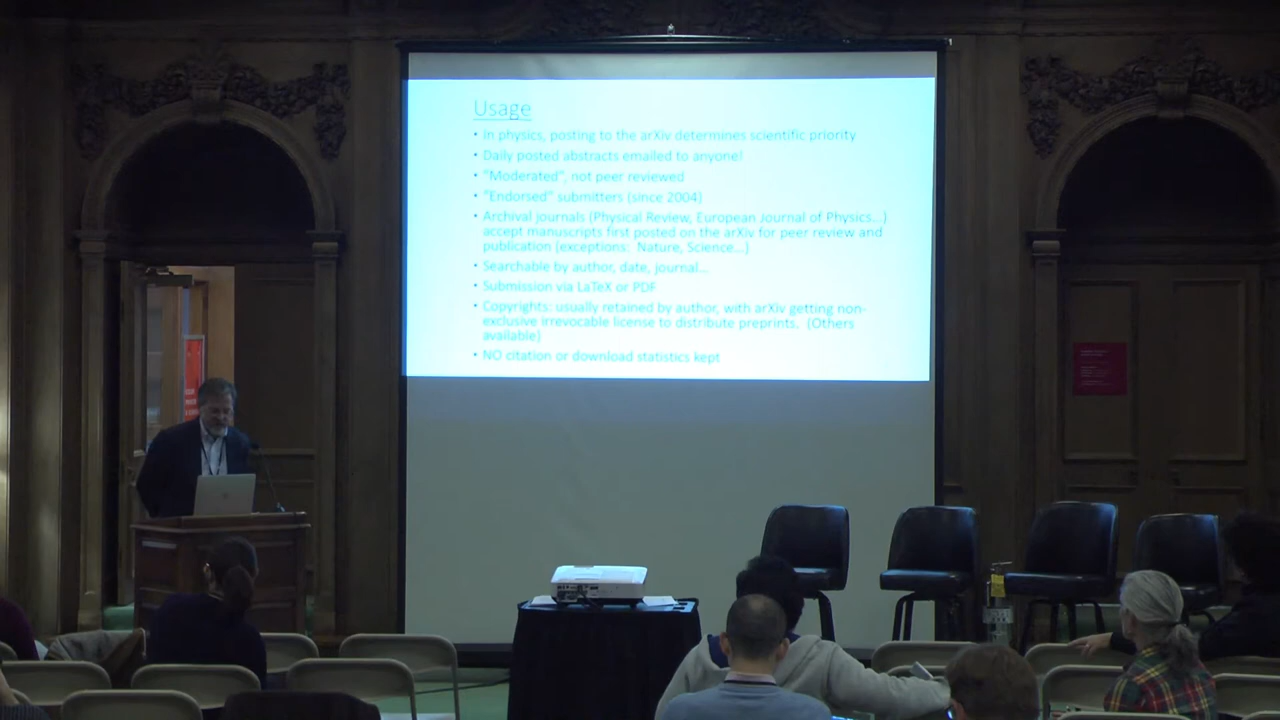 Usage
• In physics, posting to the arXiv determines scientific priority
• Daily posted abstracts emailed to anyone!
• "Moderated", not peer reviewed
• "Endorsed" submitters (since 2004)
• Archival journals (Physical Review, European Journal of Physics...)
accept manuscripts first posted on the arXiv for peer review and
publication (exceptions: Nature, Science...)
• Searchable by author, date, journal...
• Submission via LaTeX or PDF
• Copyrights: usually retained by author, with arXiv getting non-
exclusive irrevocable license to distribute preprints. (Others
available)
• NO citation or download statistics kept